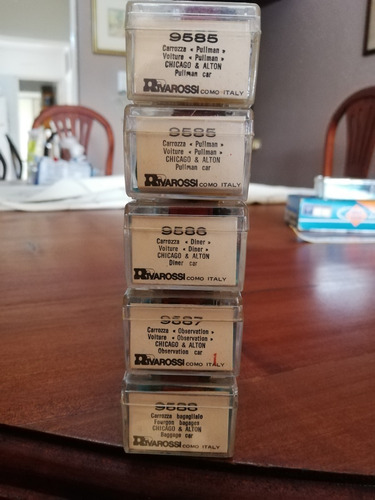 9585
Carrozza « Pullman »
Voiture « Pullman »
CHICAGO & ALTON
Pullman car
RIVAROSSI COMO ITALY
9585
Carrozza « Pullman »
Voiture « Pullman »
CHICAGO & ALTON
Pullman car
RIVAROSSI COMO ITALY
9586
Carrozza « Diner »
Voiture « Diner »
CHICAGO & ALTON
Diner car
RIVAROSSI COMO ITALY
9587
Carrozza « Observation »
Voiture « Observation »
CHICAGO & ALTON
Observation car
RIVAROSSI COMO ITALY
9588
Carrozza bagagliaio
Fourgon bagages
CHICAGO & ALTON
Baggage car
RIVAROSSI COMO ITALY